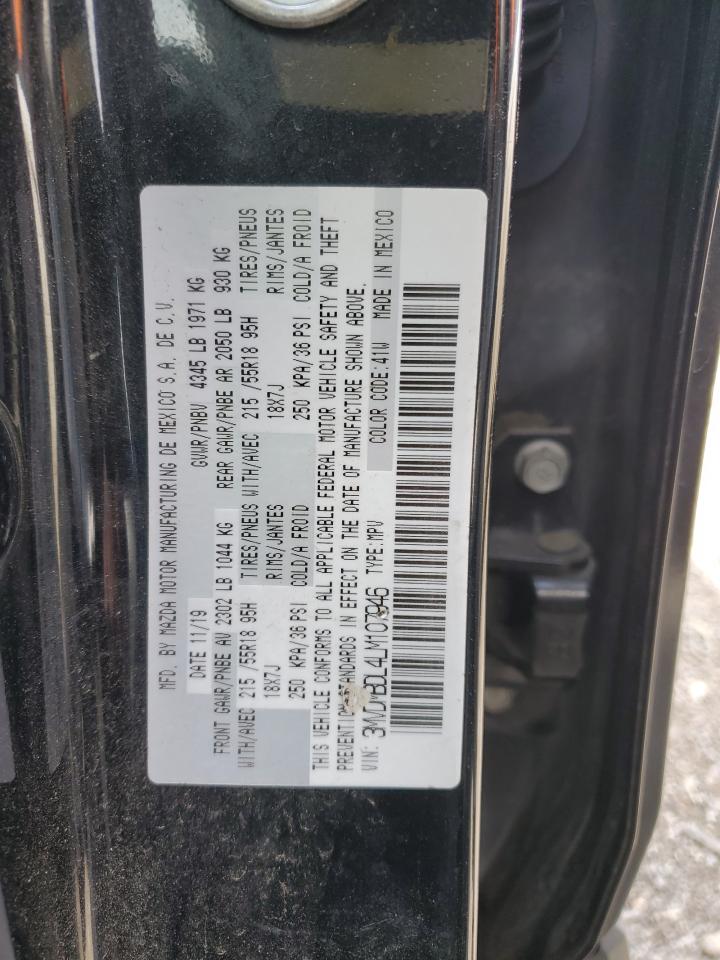 MFD. BY MAZDA MOTOR MANUFACTURING DE MEXICO S.A. DE C.V.
DATE 11/19 GVWR/PNBV 4345 LB 1971 KG
FRONT GAWR/PNBE AV 2302 LB 1044 KG REAR GAWR/PNBE AR 2050 LB 930 KG
WITH/AVEC 215 /55R18 95H TIRES/PNEUS WITH/AVEC 215 /55R18 95H TIRES/PNEUS
18X7J RIMS/JANTES 18X7J RIMS/JANTES
250 KPA/36 PSI COLD/A FROID 250 KPA/36 PSI COLD/A FROID
THIS VEHICLE CONFORMS TO ALL APPLICABLE FEDERAL MOTOR VEHICLE SAFETY AND THEFT
PREVENTION STANDARDS IN EFFECT ON THE DATE OF MANUFACTURE SHOWN ABOVE.
VIN: 3MVDMBDL4LM107946 TYPE:MPV COLOR CODE:41W MADE IN MEXICO